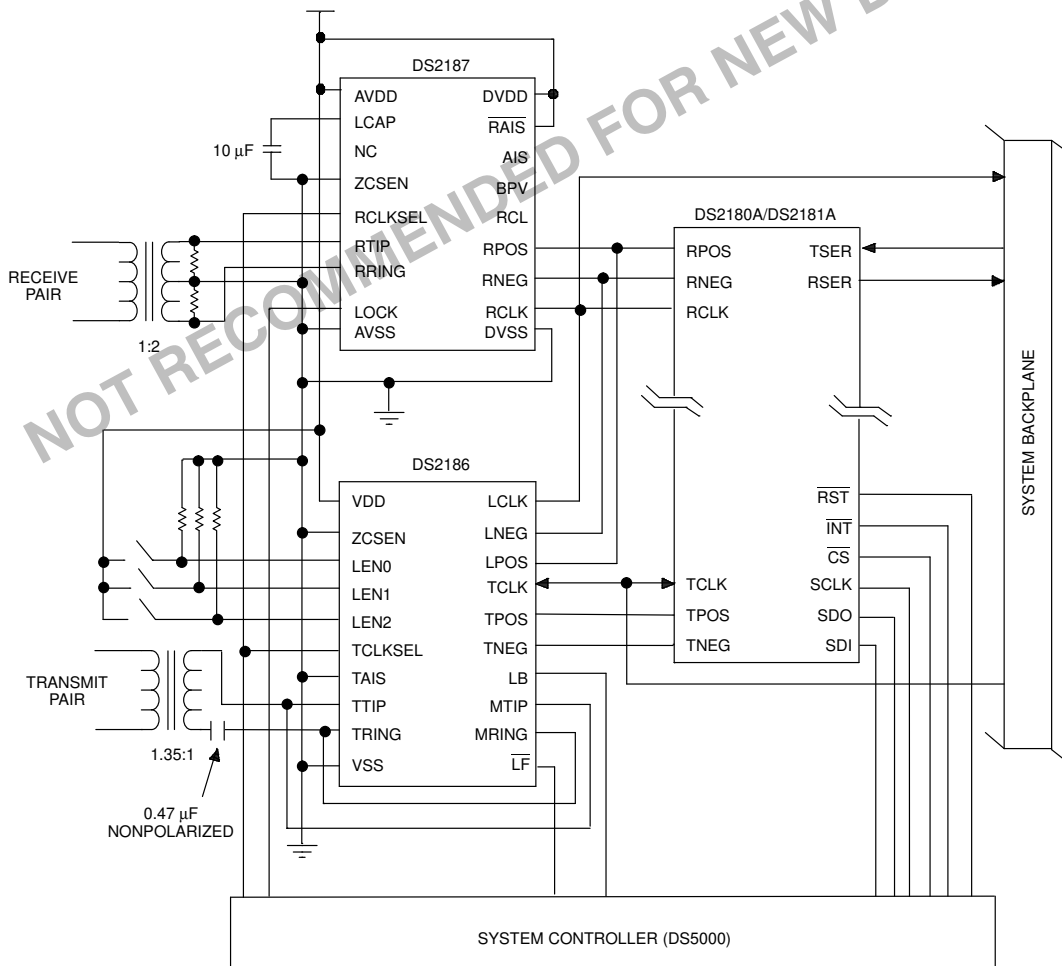 NOT RECOMMENDED FOR NEW D
DS2187
AVDD
LCAP
NC
ZCSEN
RCLKSEL
RTIP
RRING
LOCK
AVSS
DVDD
RAIS
AIS
BPV
RCL
RPOS
RNEG
RCLK
DVSS
10 µF
RECEIVE
PAIR
1:2
DS2180A/DS2181A
RPOS
RNEG
RCLK
TCLK
TPOS
TNEG
TSER
RSER
RST
INT
CS
SCLK
SDO
SDI
SYSTEM BACKPLANE
DS2186
VDD
ZCSEN
LEN0
LEN1
LEN2
TCLKSEL
TAIS
TTIP
TRING
VSS
LCLK
LNEG
LPOS
TCLK
TPOS
TNEG
LB
MTIP
MRING
LF
TRANSMIT
PAIR
1.35:1
0.47 µF
NONPOLARIZED
SYSTEM CONTROLLER (DS5000)